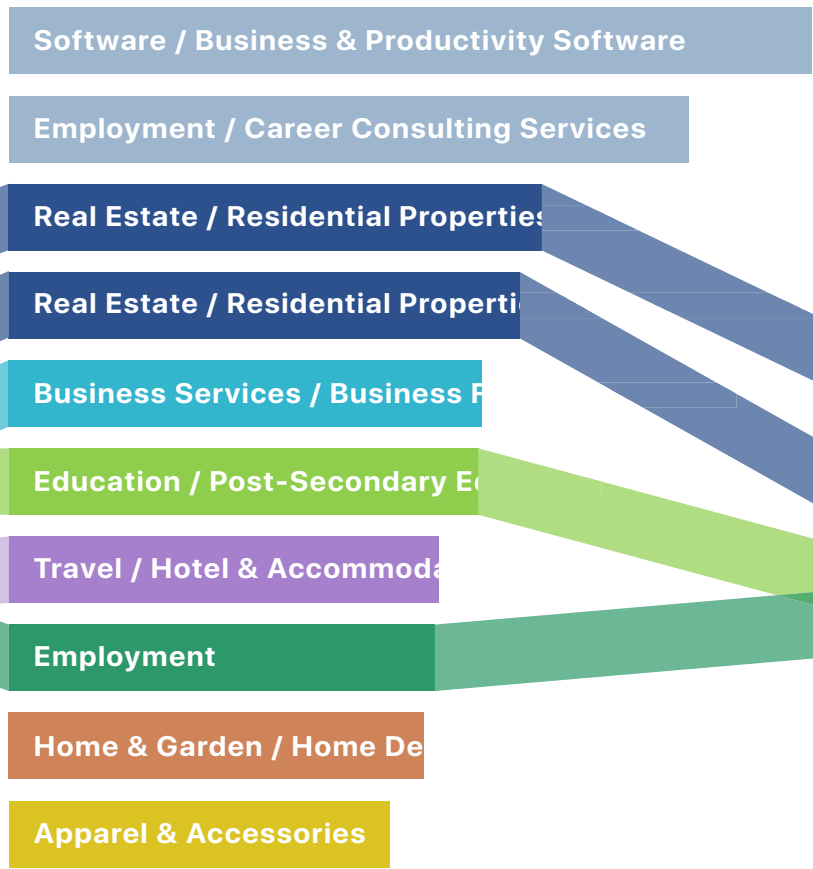 Software / Business & Productivity Software
Employment / Career Consulting Services
Real Estate / Residential Properties
Real Estate / Residential Properti
Business Services / Business F
Education / Post-Secondary E
Travel / Hotel & Accommoda
Employment
Home & Garden / Home De
Apparel & Accessories